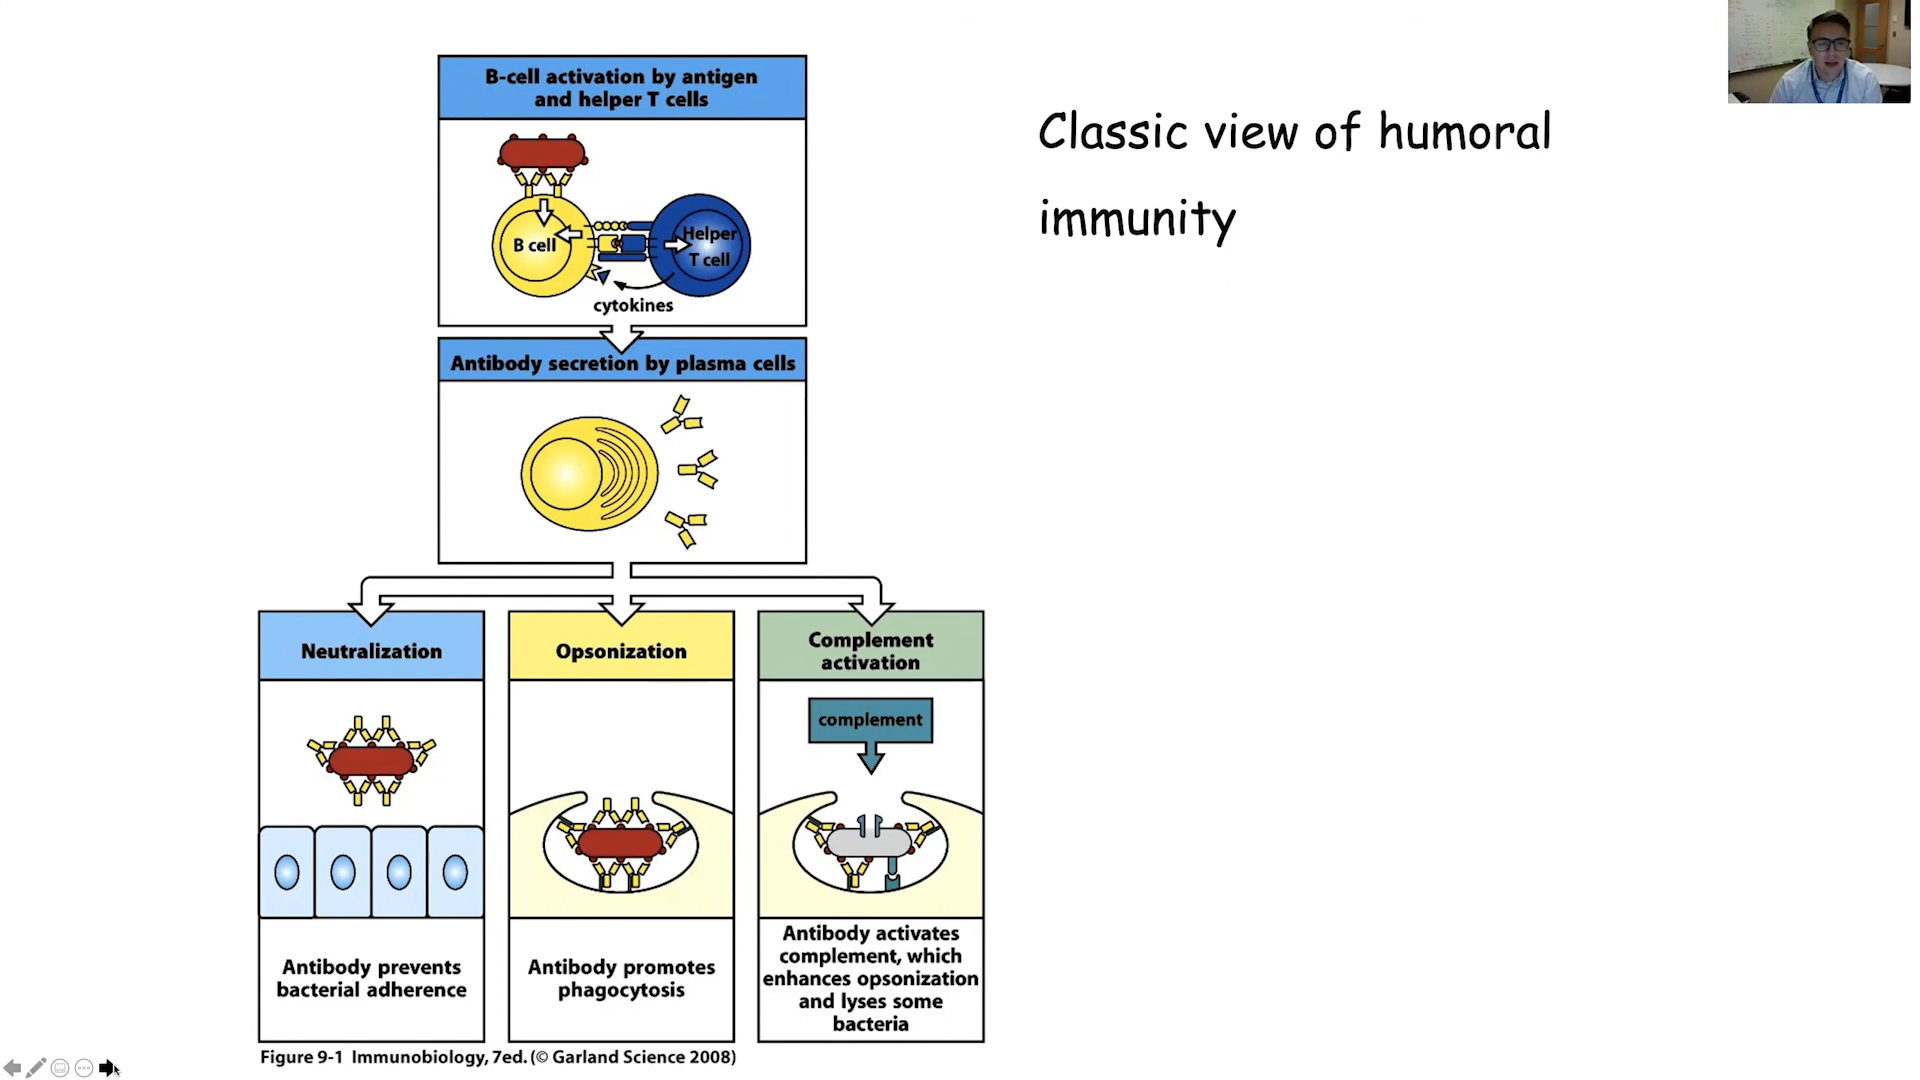 B-cell activation by antigen
and helper T cells
Classic view of humoral
immunity
B cell
Helper
T cell
cytokines
Antibody secretion by plasma cells
Neutralization
Opsonization
Complement
activation
complement
Antibody prevents
bacterial adherence
Antibody promotes
phagocytosis
Antibody activates
complement, which
enhances opsonization
and lyses some
bacteria
Figure 9-1 Immunobiology, 7ed. (© Garland Science 2008)